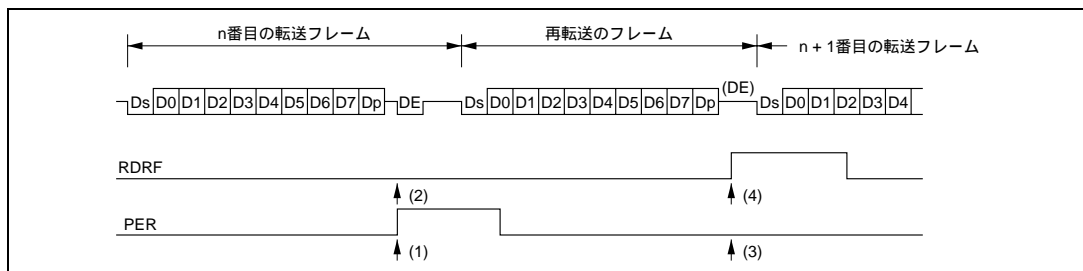 n番目の転送フレーム 再転送のフレーム n + 1番目の転送フレーム
(DE)
Ds D0 D1 D2 D3 D4 D5 D6 D7 Dp DE Ds D0 D1 D2 D3 D4 D5 D6 D7 Dp Ds D0 D1 D2 D3 D4
RDRF
(2) (4)
PER
(1) (3)